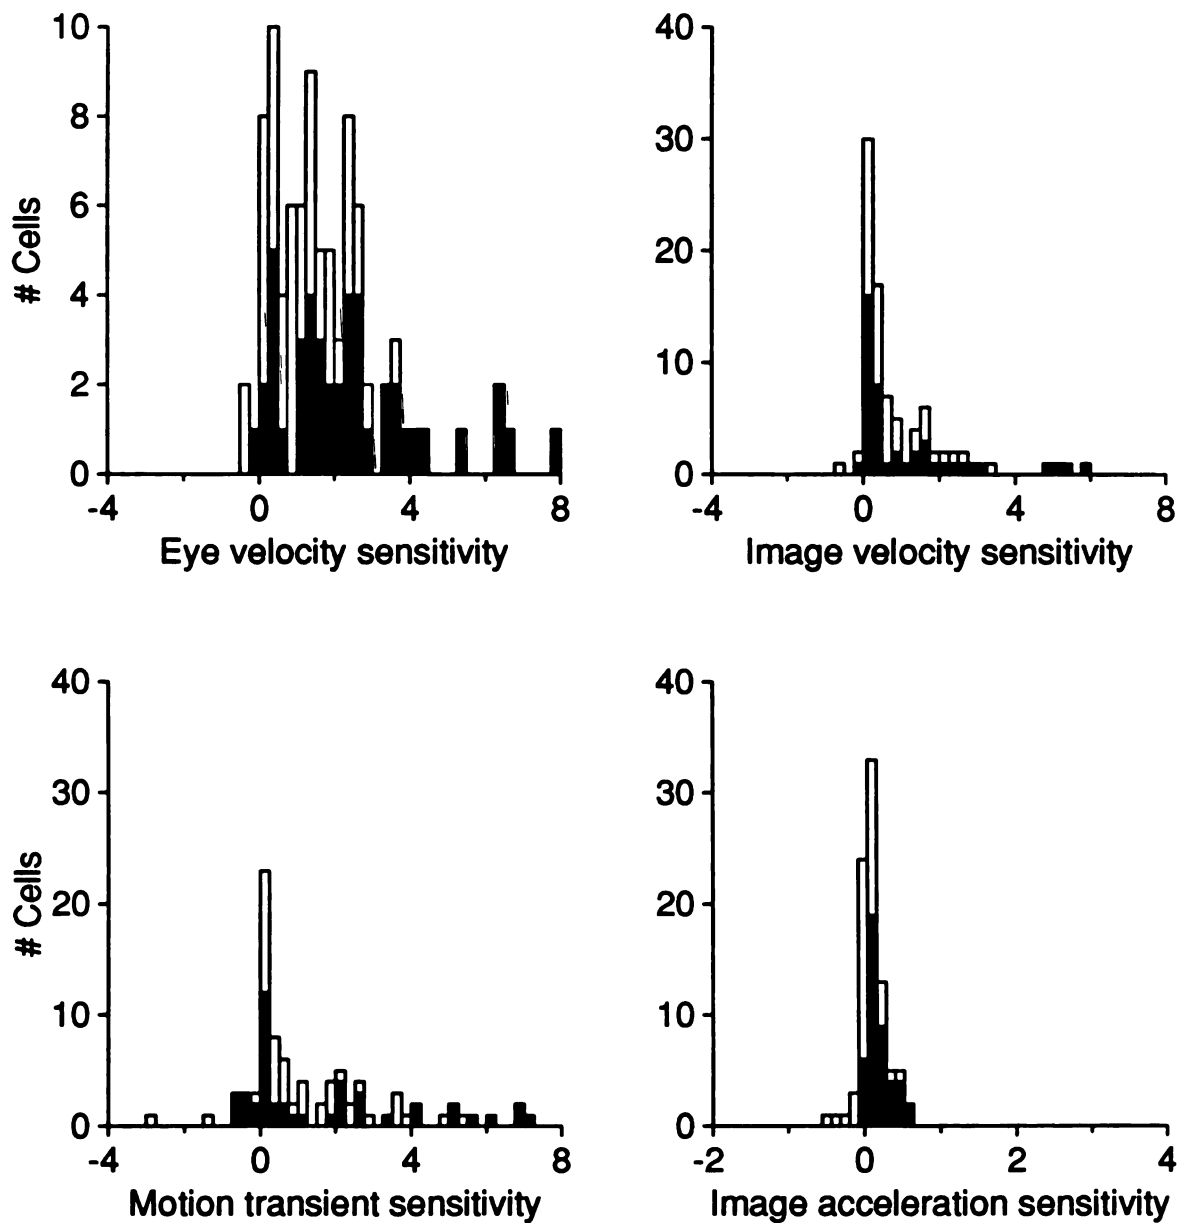 10
8
6
4
2
0
# Cells
-4 0 4 8
Eye velocity sensitivity
40
30
20
10
0
-4 0 4 8
Image velocity sensitivity
40
30
20
10
0
# Cells
-4 0 4 8
Motion transient sensitivity
40
30
20
10
0
-2 0 2 4
Image acceleration sensitivity